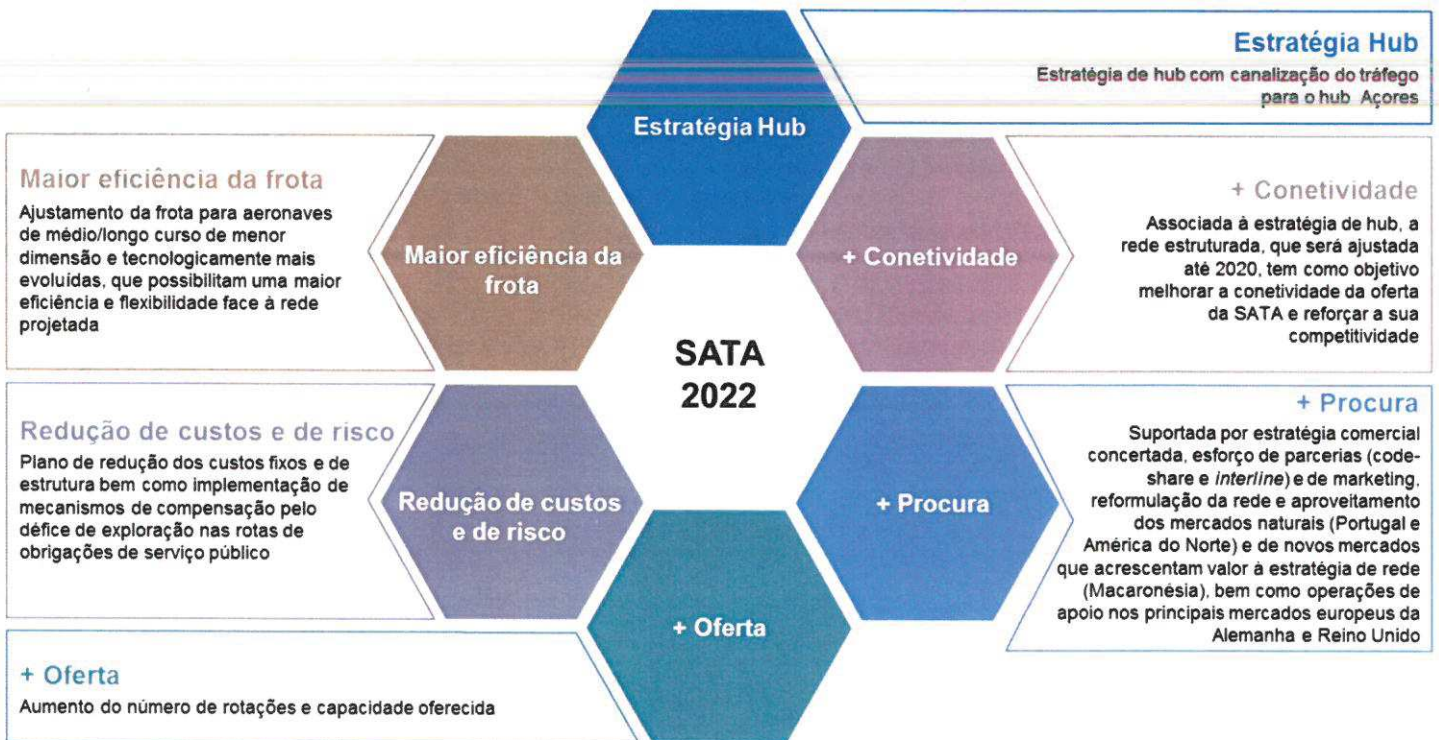 Estratégia Hub
Estratégia de hub com canalização do tráfego
para o hub Açores
Estratégia Hub
Maior eficiência da frota
Ajustamento da frota para aeronaves
de médio/longo curso de menor
dimensão e tecnologicamente mais
evoluídas, que possibilitam uma maior
eficiência e flexibilidade face à rede
projetada
Maior eficiência da
frota
+ Conetividade
+ Conetividade
Associada à estratégia de hub, a
rede estruturada, que será ajustada
até 2020, tem como objetivo
melhorar a conetividade da oferta
da SATA e reforçar a sua
competitividade
SATA
2022
Redução de custos e de risco
Plano de redução dos custos fixos e de
estrutura bem como implementação de
mecanismos de compensação pelo
défice de exploração nas rotas de
obrigações de serviço público
Redução de custos
e de risco
+ Procura
+ Procura
Suportada por estratégia comercial
concertada, esforço de parcerias (code-
share e interline) e de marketing,
reformulação da rede e aproveitamento
dos mercados naturais (Portugal e
América do Norte) e de novos mercados
que acrescentam valor à estratégia de rede
(Macaronésia), bem como operações de
apoio nos principais mercados europeus da
Alemanha e Reino Unido
+ Oferta
+ Oferta
Aumento do número de rotações e capacidade oferecida